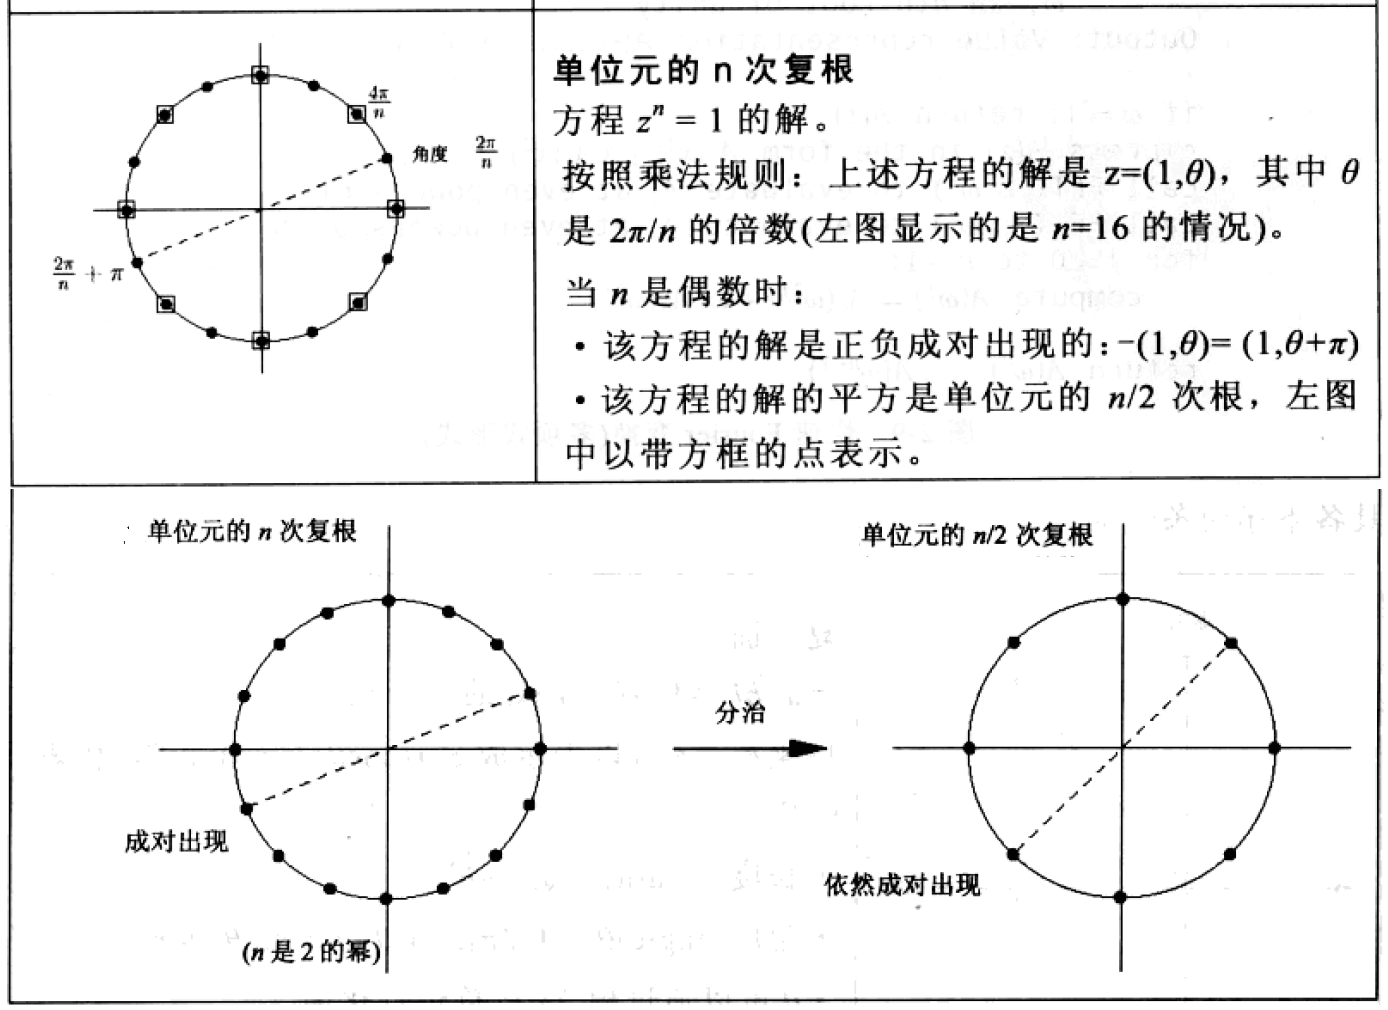 单位元的 n 次复根
方程 zⁿ = 1 的解。
按照乘法规则：上述方程的解是 z=(1,θ)，其中 θ
是 2π/n 的倍数(左图显示的是 n=16 的情况)。
当 n 是偶数时：
• 该方程的解是正负成对出现的：-(1,θ)= (1,θ+π)
• 该方程的解的平方是单位元的 n/2 次根，左图
中以带方框的点表示。
4π/n
角度 2π/n
2π/n + π
单位元的 n 次复根
单位元的 n/2 次复根
分治
成对出现
依然成对出现
(n 是 2 的幂)